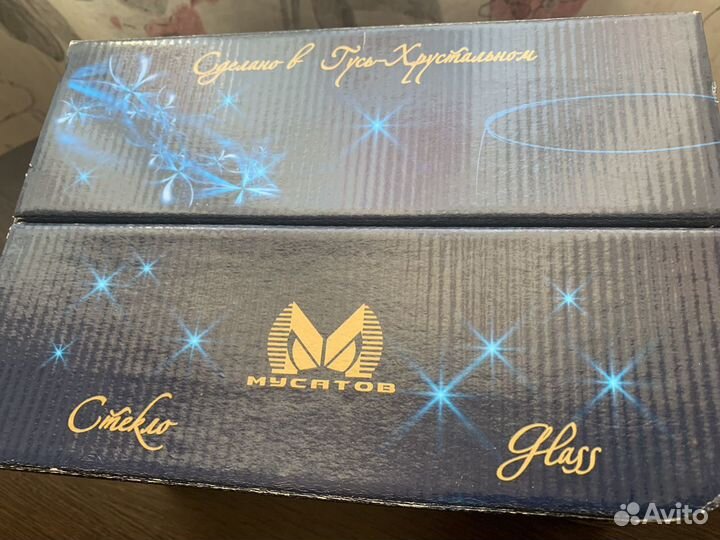 Сделано в Гусь-Хрустальном
МУСАТОВ
Стекло
Glass
Avito